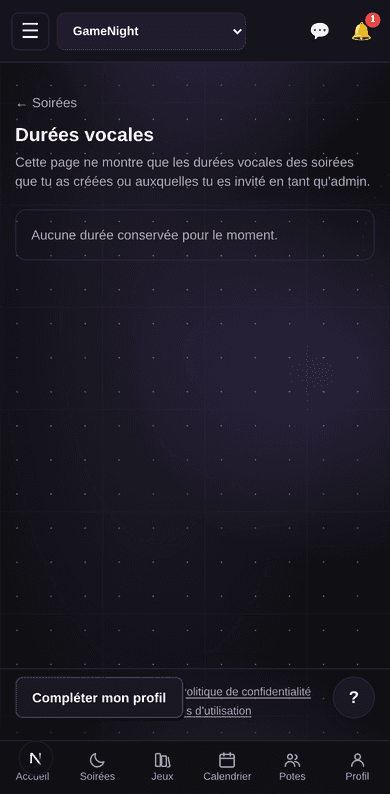 GameNight
1
← Soirées
Durées vocales
Cette page ne montre que les durées vocales des soirées
que tu as créées ou auxquelles tu es invité en tant qu'admin.
Aucune durée conservée pour le moment.
Compléter mon profil
olitique de confidentialité
s d'utilisation
?
N
Accueil
Soirées
Jeux
Calendrier
Potes
Profil